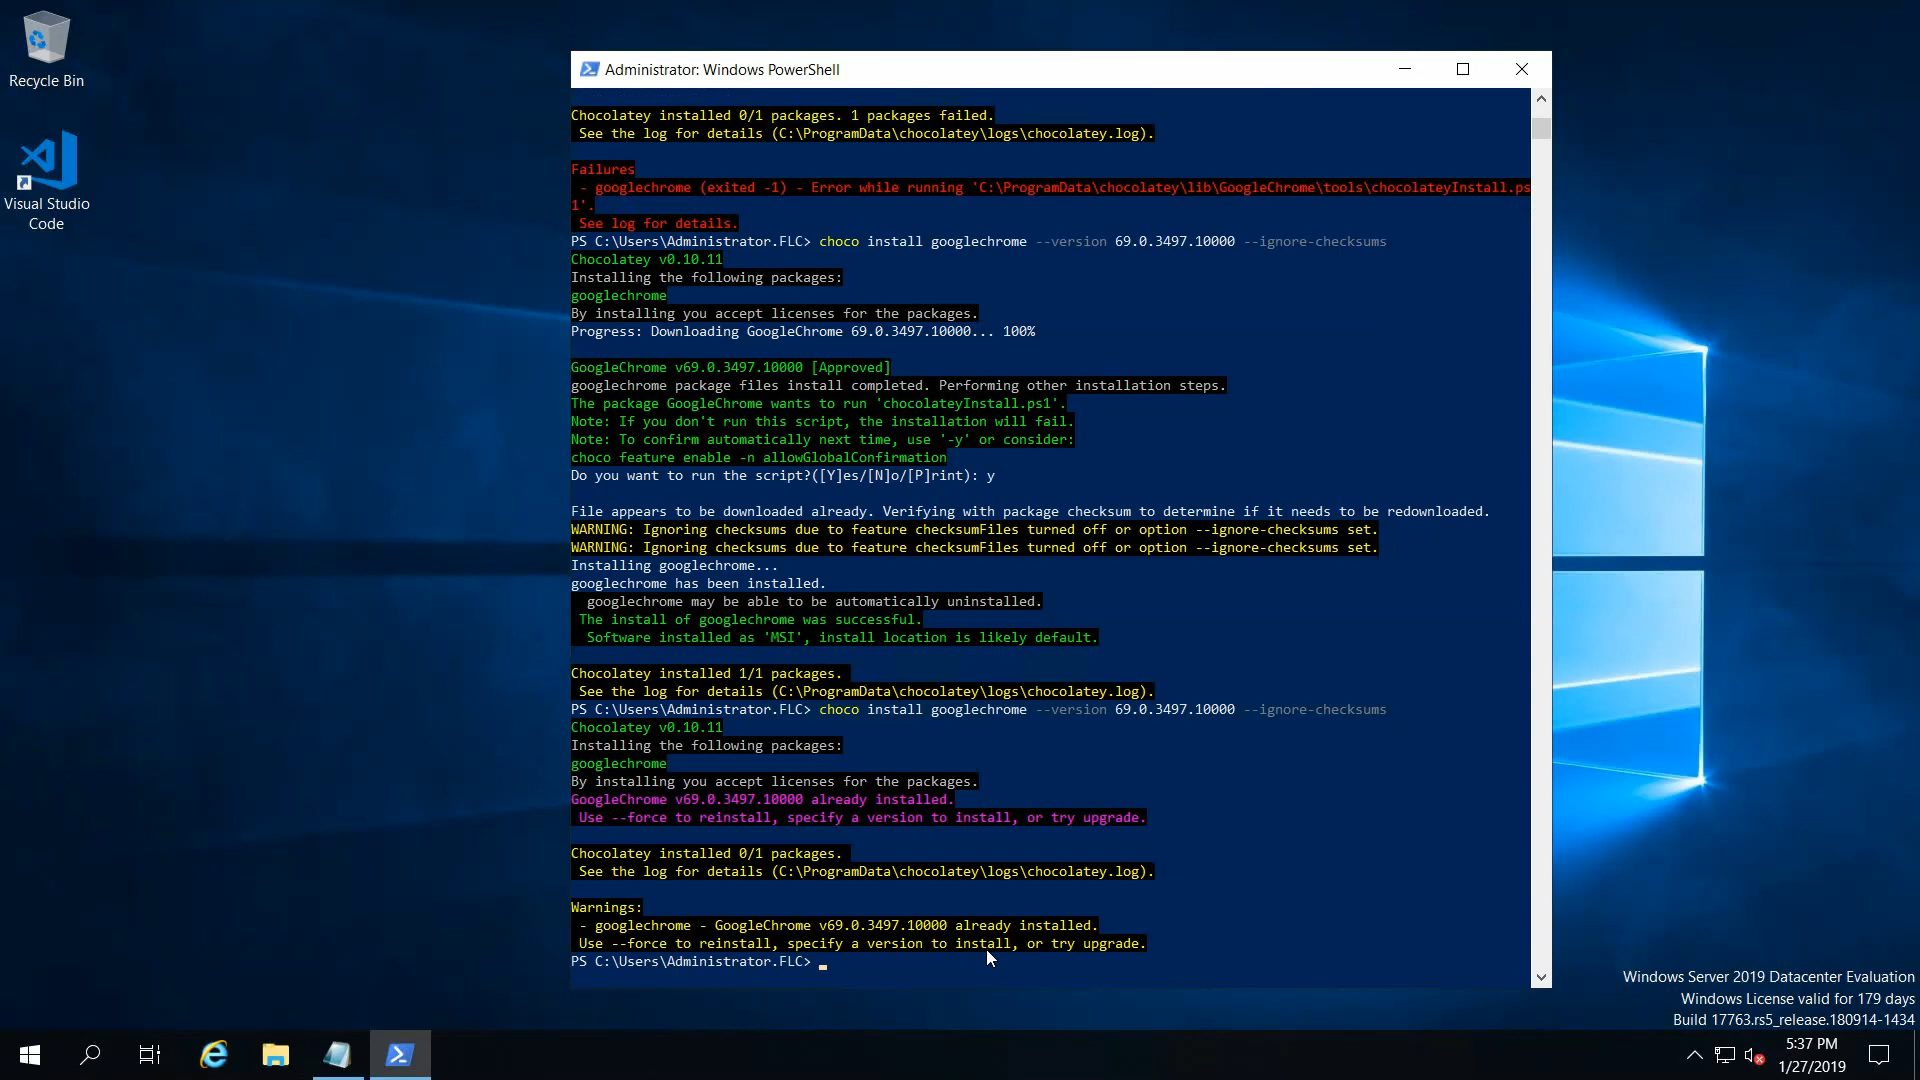 Recycle Bin
Visual Studio
Code
Administrator: Windows PowerShell
Chocolatey installed 0/1 packages. 1 packages failed.
 See the log for details (C:\ProgramData\chocolatey\logs\chocolatey.log).
Failures
 - googlechrome (exited -1) - Error while running 'C:\ProgramData\chocolatey\lib\GoogleChrome\tools\chocolateyInstall.ps
1'.
 See log for details.
PS C:\Users\Administrator.FLC> choco install googlechrome --version 69.0.3497.10000 --ignore-checksums
Chocolatey v0.10.11
Installing the following packages:
googlechrome
By installing you accept licenses for the packages.
Progress: Downloading GoogleChrome 69.0.3497.10000... 100%
GoogleChrome v69.0.3497.10000 [Approved]
googlechrome package files install completed. Performing other installation steps.
The package GoogleChrome wants to run 'chocolateyInstall.ps1'.
Note: If you don't run this script, the installation will fail.
Note: To confirm automatically next time, use '-y' or consider:
choco feature enable -n allowGlobalConfirmation
Do you want to run the script?([Y]es/[N]o/[P]rint): y
File appears to be downloaded already. Verifying with package checksum to determine if it needs to be redownloaded.
WARNING: Ignoring checksums due to feature checksumFiles turned off or option --ignore-checksums set.
WARNING: Ignoring checksums due to feature checksumFiles turned off or option --ignore-checksums set.
Installing googlechrome...
googlechrome has been installed.
  googlechrome may be able to be automatically uninstalled.
 The install of googlechrome was successful.
  Software installed as 'MSI', install location is likely default.
Chocolatey installed 1/1 packages.
 See the log for details (C:\ProgramData\chocolatey\logs\chocolatey.log).
PS C:\Users\Administrator.FLC> choco install googlechrome --version 69.0.3497.10000 --ignore-checksums
Chocolatey v0.10.11
Installing the following packages:
googlechrome
By installing you accept licenses for the packages.
GoogleChrome v69.0.3497.10000 already installed.
 Use --force to reinstall, specify a version to install, or try upgrade.
Chocolatey installed 0/1 packages.
 See the log for details (C:\ProgramData\chocolatey\logs\chocolatey.log).
Warnings:
 - googlechrome - GoogleChrome v69.0.3497.10000 already installed.
 Use --force to reinstall, specify a version to install, or try upgrade.
PS C:\Users\Administrator.FLC>
Windows Server 2019 Datacenter Evaluation
Windows License valid for 179 days
Build 17763.rs5_release.180914-1434
5:37 PM
1/27/2019